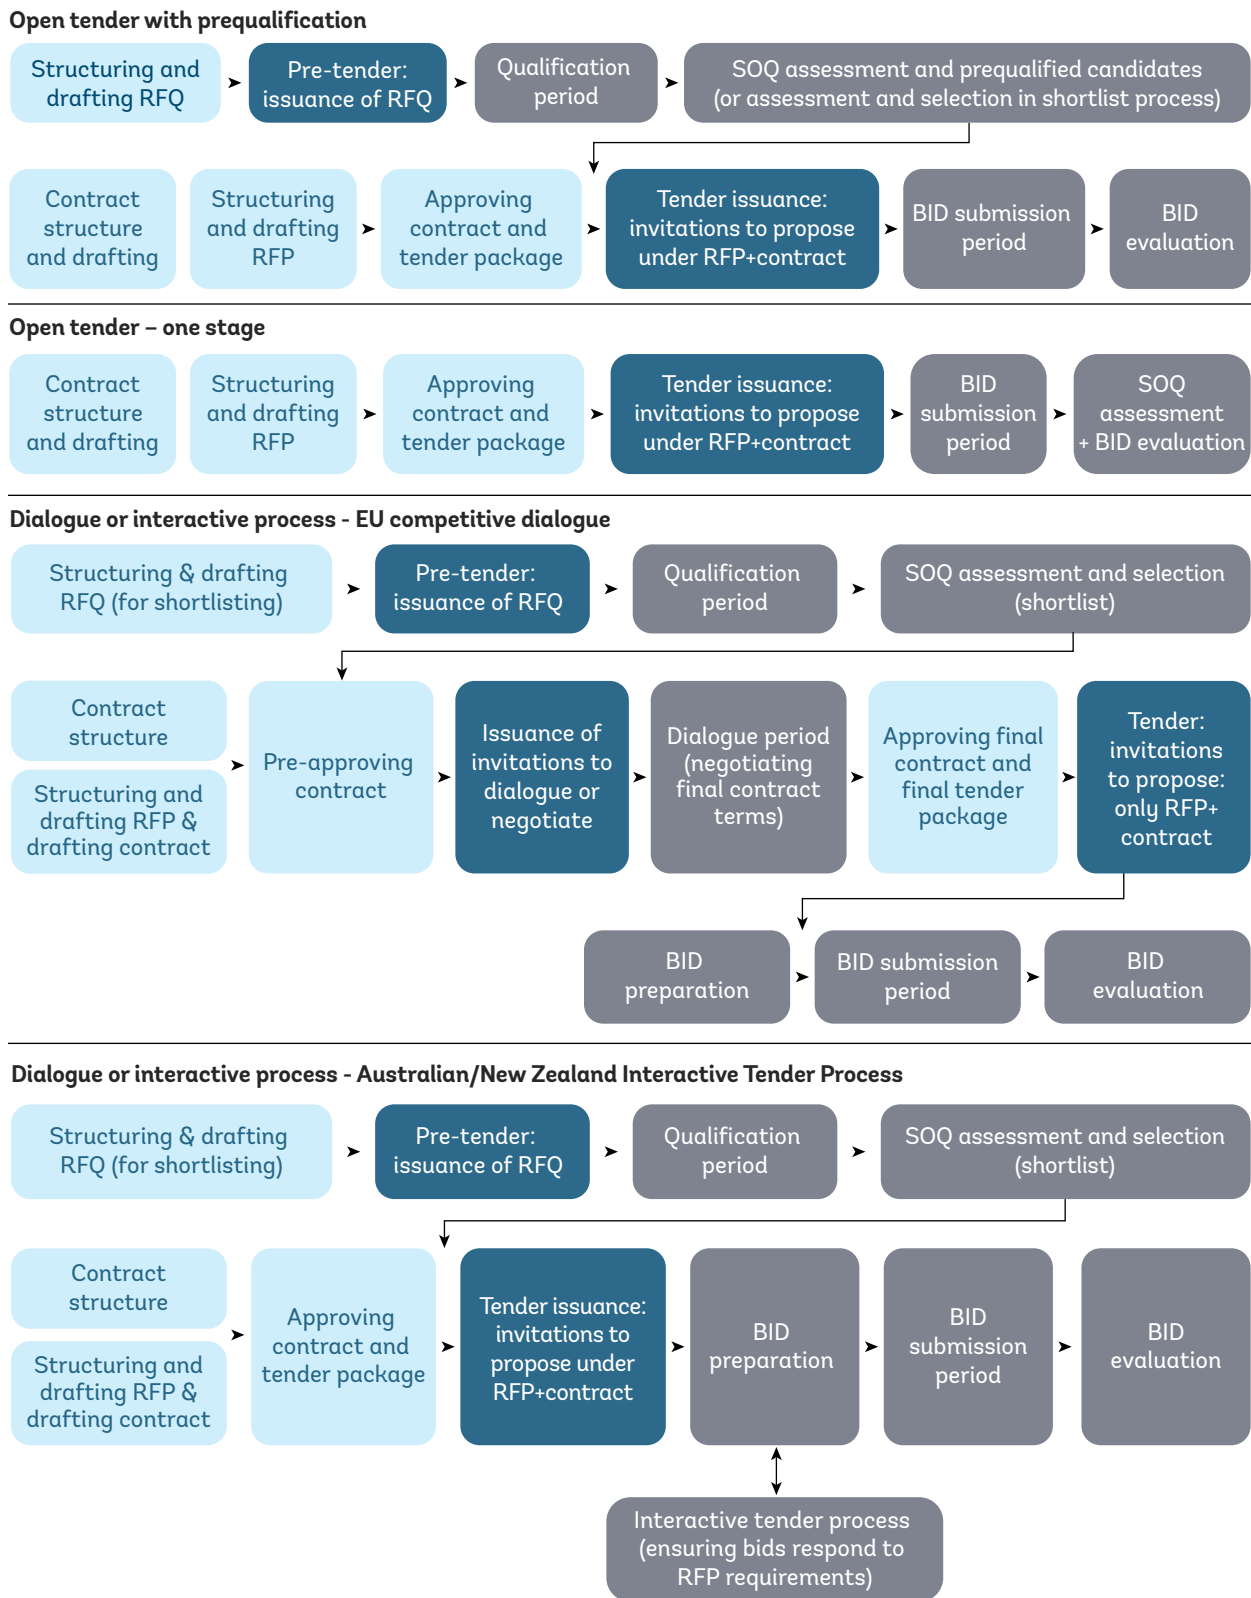 Open tender with prequalification
Structuring and
drafting RFQ
Pre-tender:
issuance of RFQ
Qualification
period
SOQ assessment and prequalified candidates
(or assessment and selection in shortlist process)
Contract
structure
and drafting
Structuring
and drafting
RFP
Approving
contract and
tender package
Tender issuance:
invitations to propose
under RFP+contract
BID submission
period
BID
evaluation
Open tender – one stage
Contract
structure
and drafting
Structuring
and drafting
RFP
Approving
contract and
tender package
Tender issuance:
invitations to propose
under RFP+contract
BID
submission
period
SOQ
assessment
+ BID evaluation
Dialogue or interactive process - EU competitive dialogue
Structuring & drafting
RFQ (for shortlisting)
Pre-tender:
issuance of RFQ
Qualification
period
SOQ assessment and selection
(shortlist)
Contract
structure
Structuring and
drafting RFP &
drafting contract
Pre-approving
contract
Issuance of
invitations to
dialogue or
negotiate
Dialogue period
(negotiating
final contract
terms)
Approving final
contract and
final tender
package
Tender:
invitations
to propose:
only RFP+
contract
BID
preparation
BID submission
period
BID
evaluation
Dialogue or interactive process - Australian/New Zealand Interactive Tender Process
Structuring & drafting
RFQ (for shortlisting)
Pre-tender:
issuance of RFQ
Qualification
period
SOQ assessment and selection
(shortlist)
Contract
structure
Structuring and
drafting RFP &
drafting contract
Approving
contract and
tender package
Tender issuance:
invitations to
propose under
RFP+contract
BID
preparation
BID
submission
period
BID
evaluation
Interactive tender process
(ensuring bids respond to
RFP requirements)